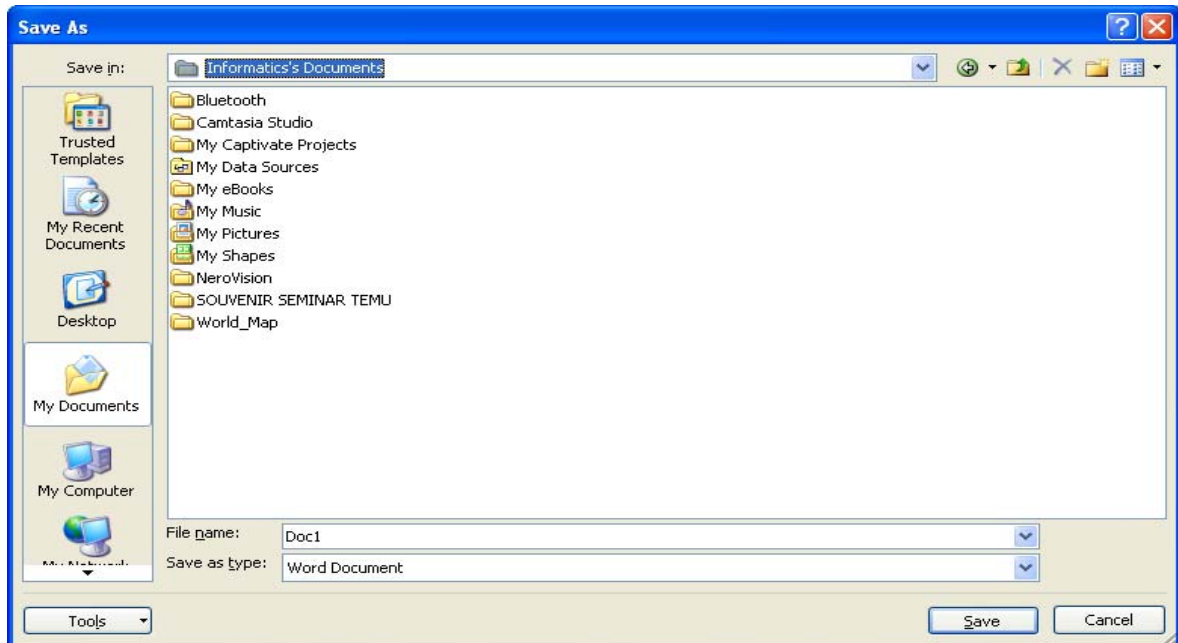 Save As
Save in:
Informatics's Documents
Trusted
Templates
My Recent
Documents
Desktop
My Documents
My Computer
Bluetooth
Camtasia Studio
My Captivate Projects
My Data Sources
My eBooks
My Music
My Pictures
My Shapes
NeroVision
SOUVENIR SEMINAR TEMU
World_Map
File name:
Doc1
Save as type:
Word Document
Tools
Save
Cancel